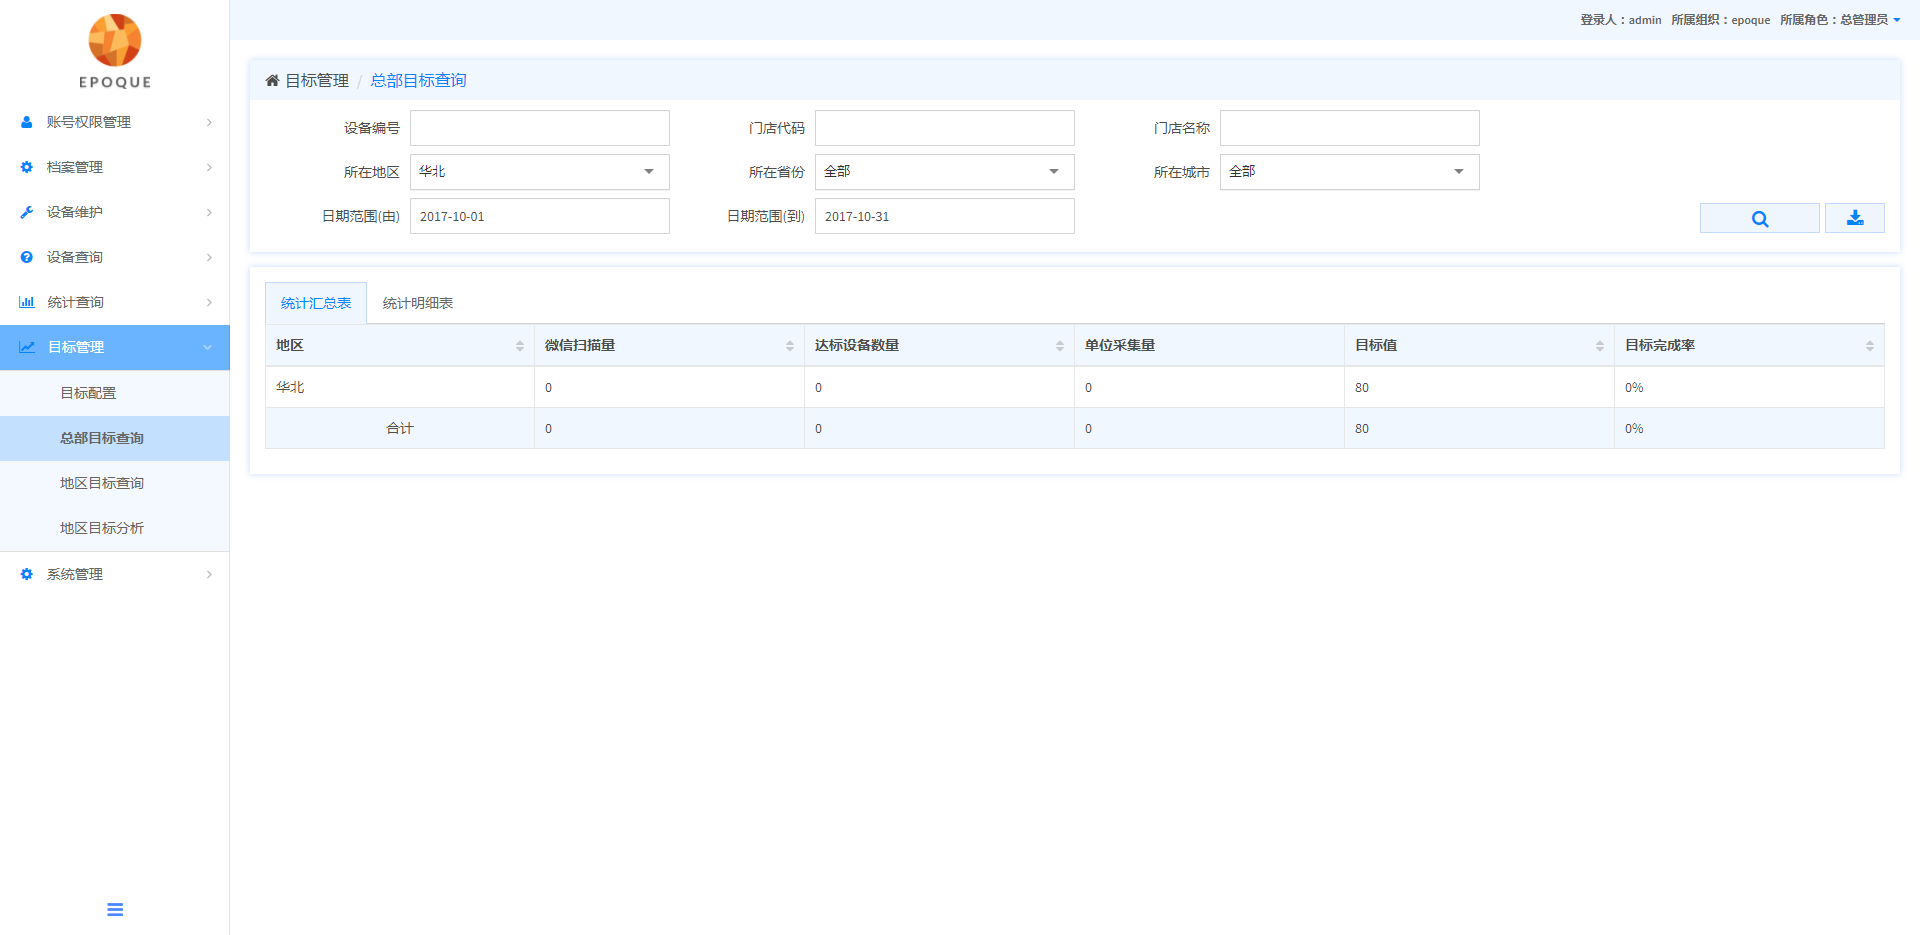 EPOQUE
账号权限管理
档案管理
设备维护
设备查询
统计查询
目标管理
目标配置
总部目标查询
地区目标查询
地区目标分析
系统管理
登录人：admin 所属组织：epoque 所属角色：总管理员
目标管理 / 总部目标查询
设备编号 门店代码 门店名称
所在地区 华北 所在省份 全部 所在城市 全部
日期范围(由) 2017-10-01 日期范围(到) 2017-10-31
统计汇总表 统计明细表
地区 微信扫描量 达标设备数量 单位采集量 目标值 目标完成率
华北 0 0 0 80 0%
合计 0 0 0 80 0%